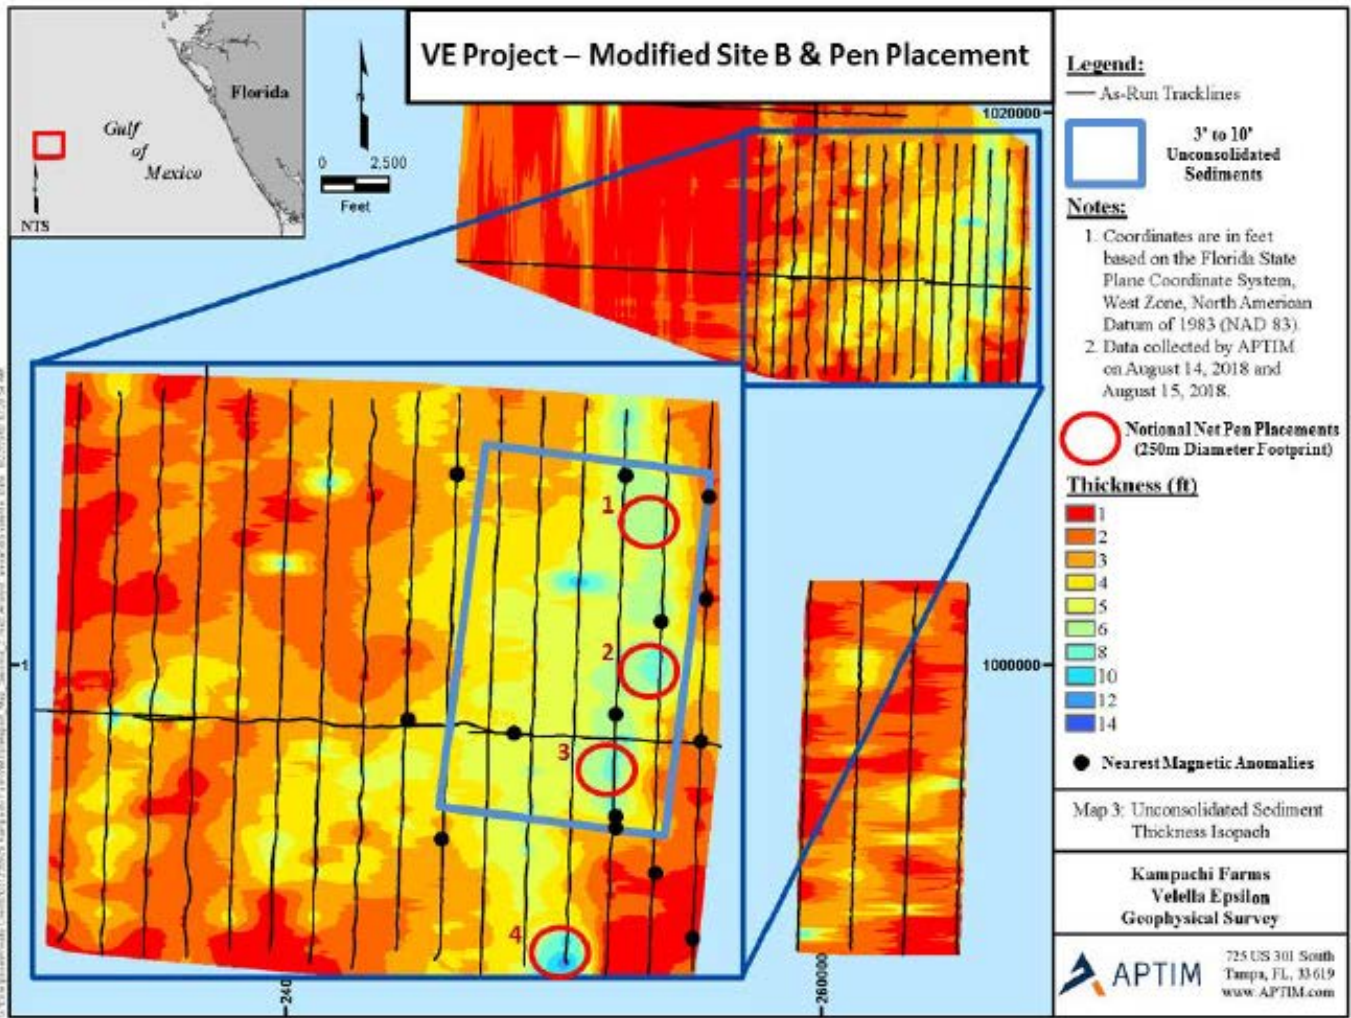 VE Project – Modified Site B & Pen Placement
Florida
Gulf
of
Mexico
NTS
N
0 2,500
Feet
1020000
1000000
1
240
260000
1
2
3
4
Legend:
As-Run Tracklines
3' to 10'
Unconsolidated
Sediments
Notes:
1. Coordinates are in feet
based on the Florida State
Plane Coordinate System,
West Zone, North American
Datum of 1983 (NAD 83).
2. Data collected by APTIM
on August 14, 2018 and
August 15, 2018.
Notional Net Pen Placements
(250m Diameter Footprint)
Thickness (ft)
1
2
3
4
5
6
8
10
12
14
Nearest Magnetic Anomalies
Map 3: Unconsolidated Sediment
Thickness Isopach
Kampachi Farms
Velella Epsilon
Geophysical Survey
APTIM
725 US 301 South
Tampa, FL, 33619
www.APTIM.com